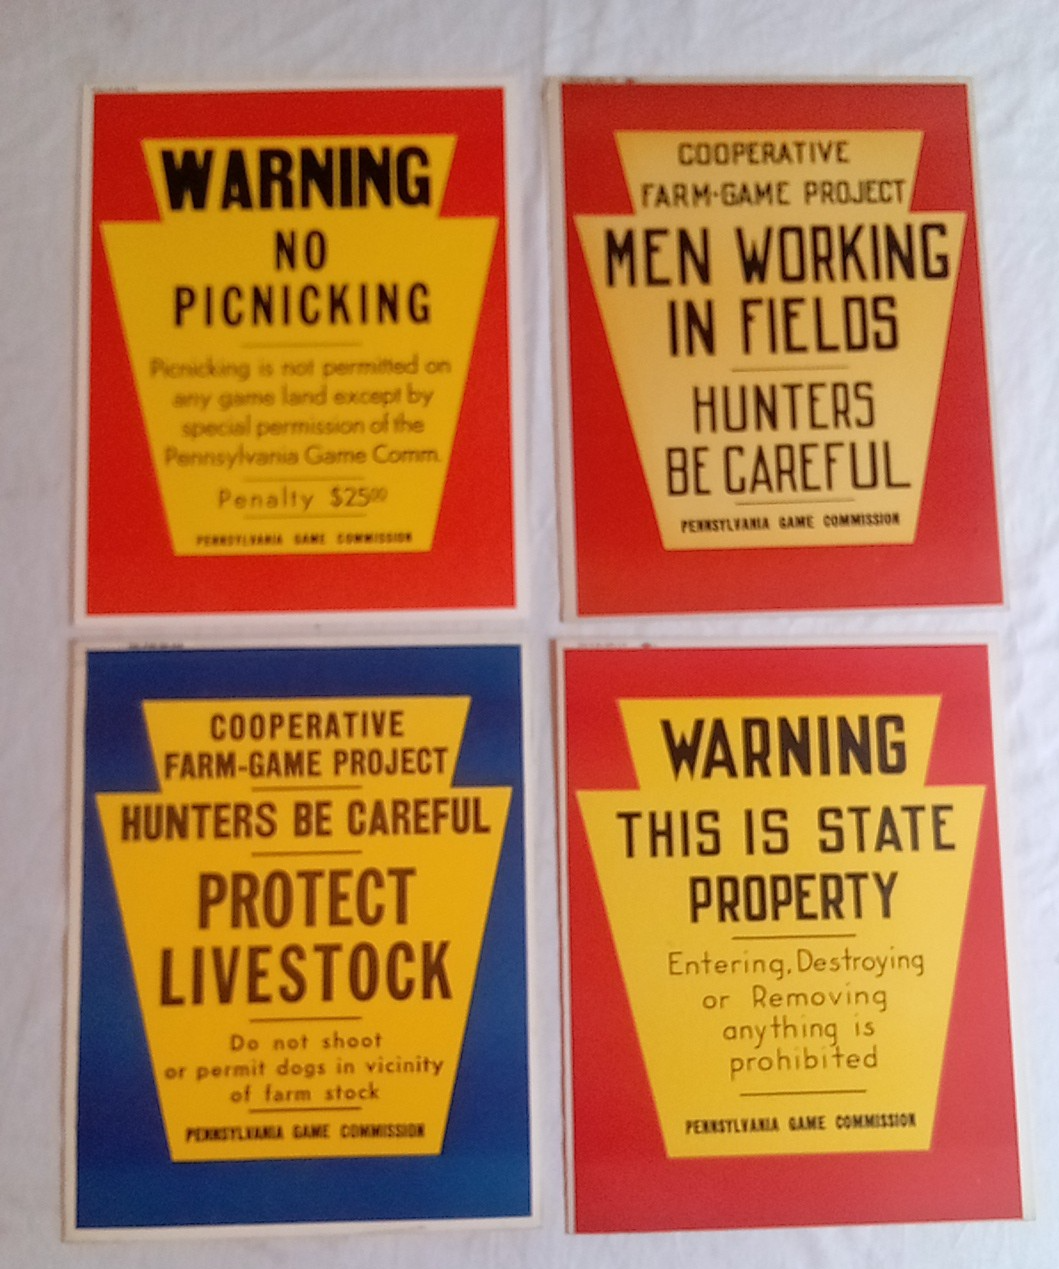 WARNING
NO
PICNICKING
Picnicking is not permitted on
any game land except by
special permission of the
Pennsylvania Game Comm.
Penalty $25.00
PENNSYLVANIA GAME COMMISSION
COOPERATIVE
FARM-GAME PROJECT
MEN WORKING
IN FIELDS
HUNTERS
BE CAREFUL
PENNSYLVANIA GAME COMMISSION
COOPERATIVE
FARM-GAME PROJECT
HUNTERS BE CAREFUL
PROTECT
LIVESTOCK
Do not shoot
or permit dogs in vicinity
of farm stock
PENNSYLVANIA GAME COMMISSION
WARNING
THIS IS STATE
PROPERTY
Entering, Destroying
or Removing
anything is
prohibited
PENNSYLVANIA GAME COMMISSION